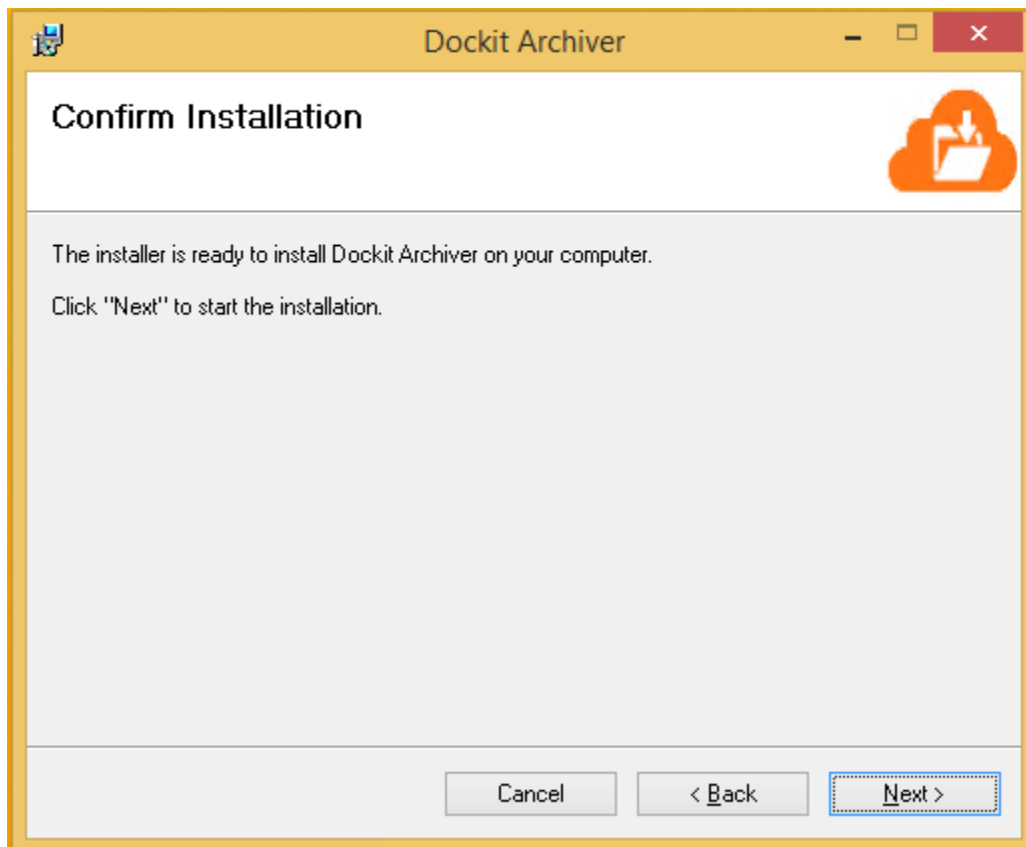 Dockit Archiver
Confirm Installation
The installer is ready to install Dockit Archiver on your computer.
Click "Next" to start the installation.
Cancel
< Back
Next >